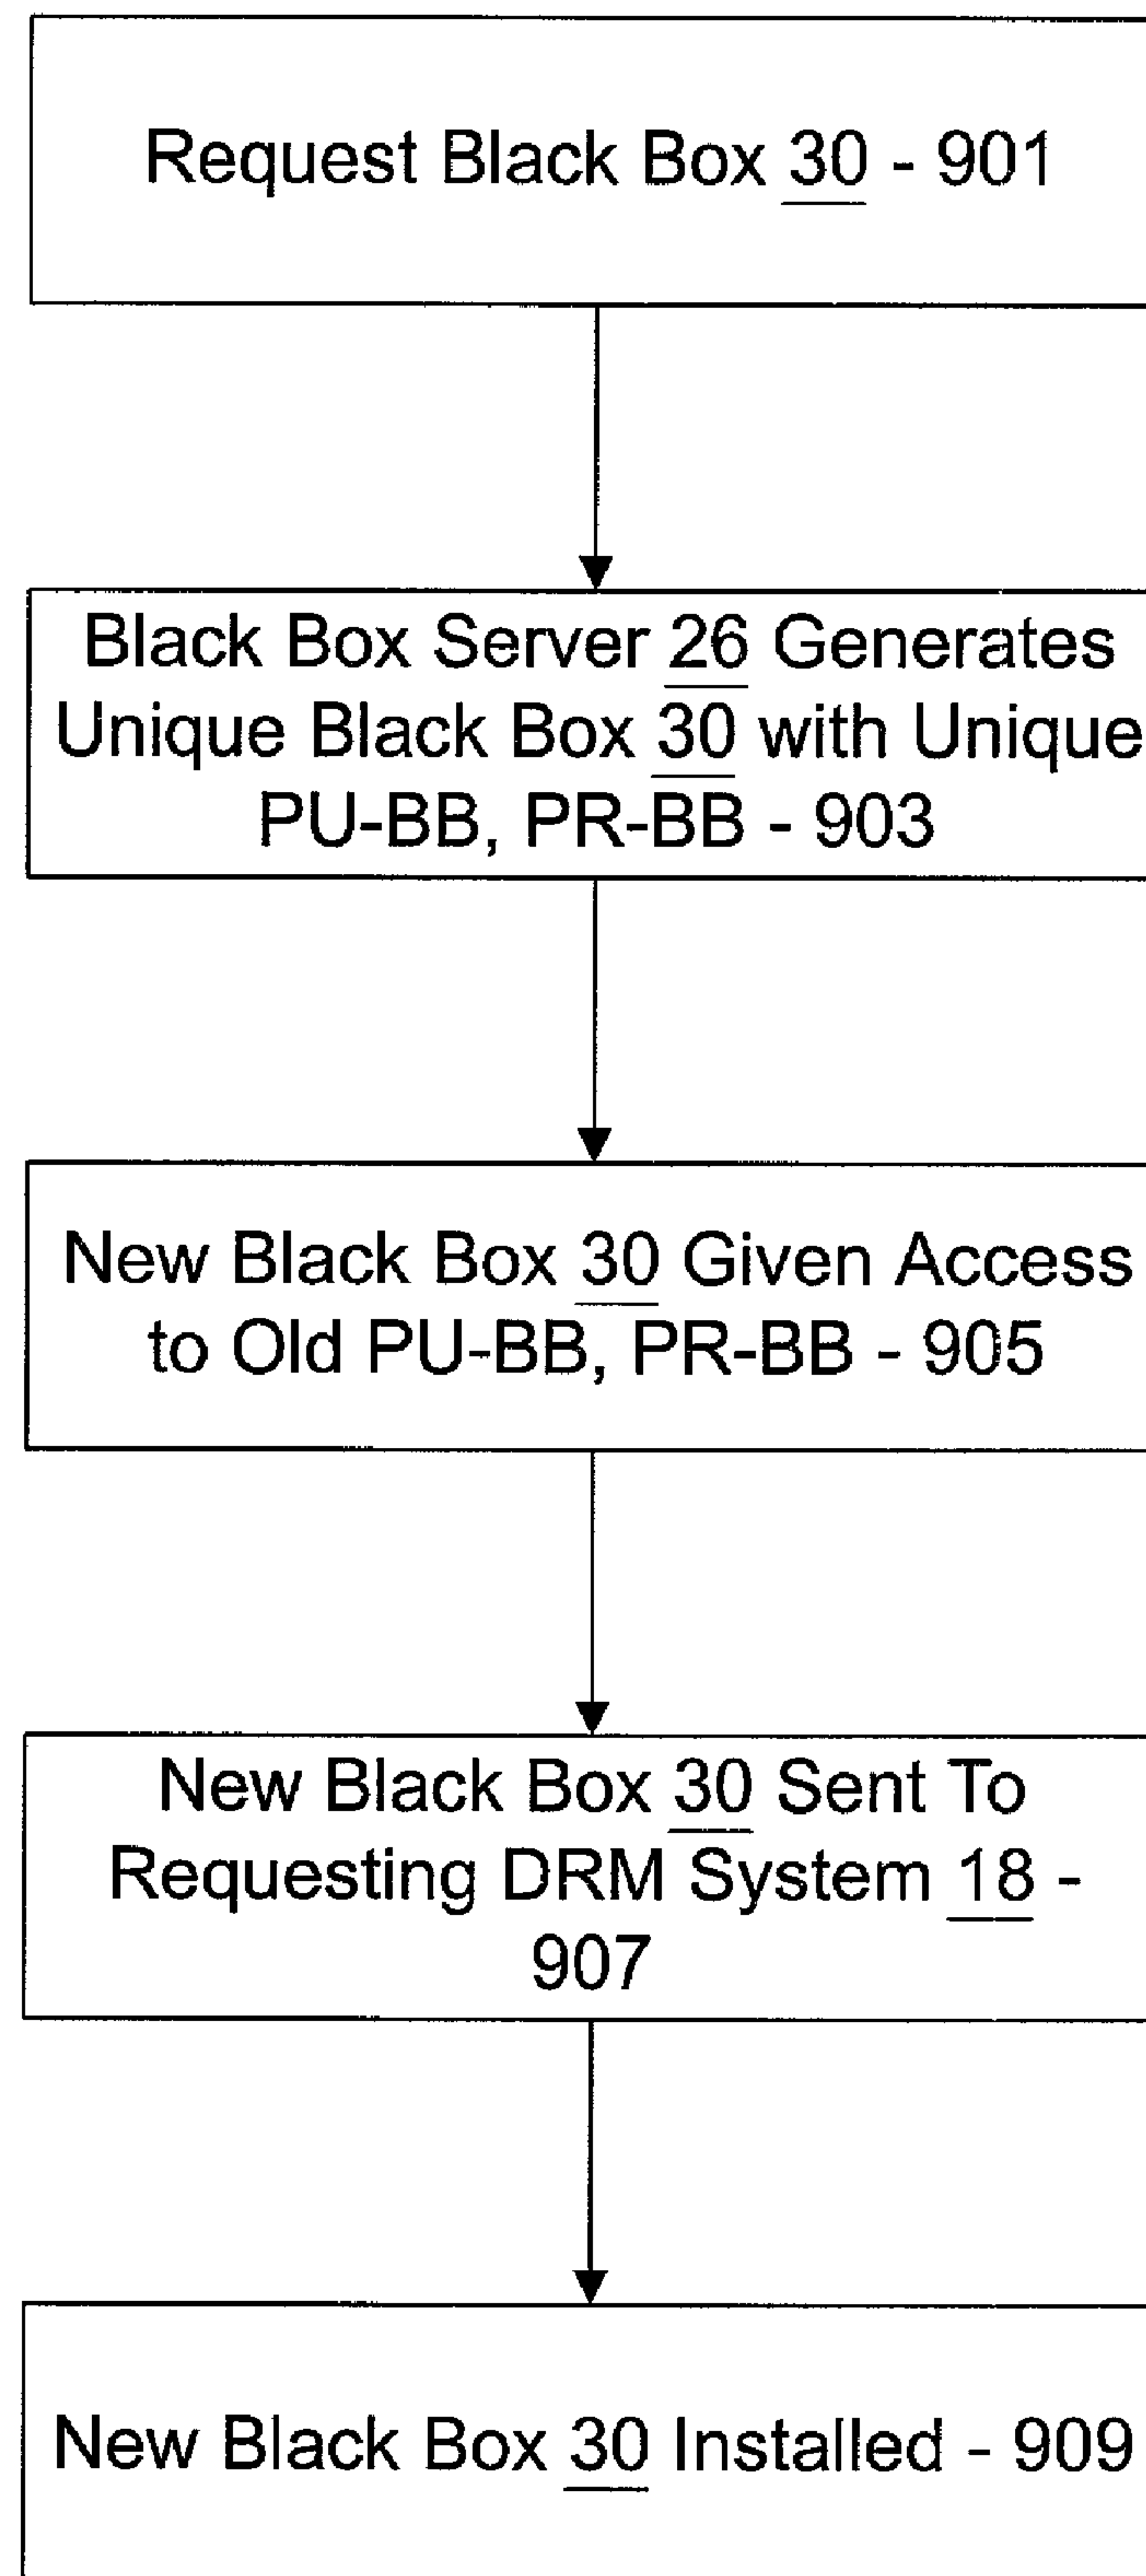 Request Black Box 30 - 901
Black Box Server 26 Generates
Unique Black Box 30 with Unique
PU-BB, PR-BB - 903
New Black Box 30 Given Access
to Old PU-BB, PR-BB - 905
New Black Box 30 Sent To
Requesting DRM System 18 -
907
New Black Box 30 Installed - 909